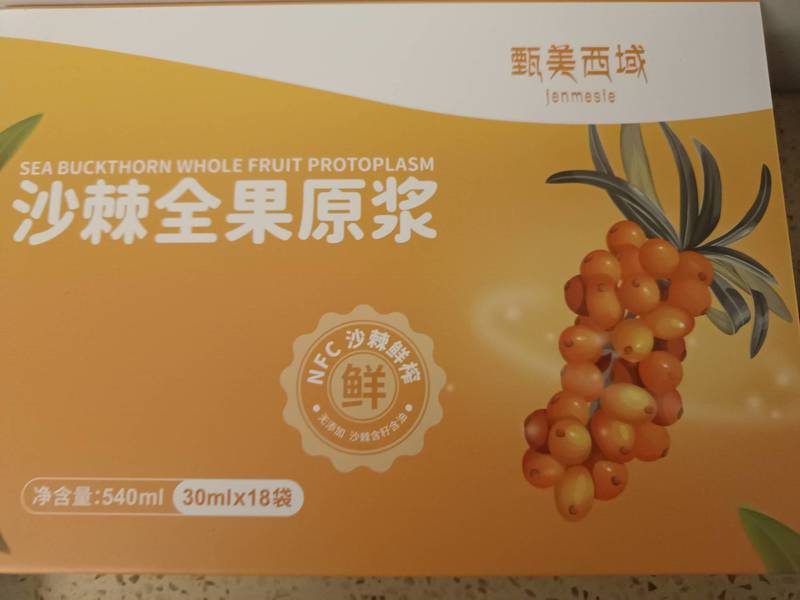 甄美西域
jenmesie
SEA BUCKTHORN WHOLE FRUIT PROTOPLASM
沙棘全果原浆
NFC 沙棘鲜榨
鲜
•无添加 沙棘含籽含油•
净含量:540ml 30mlx18袋